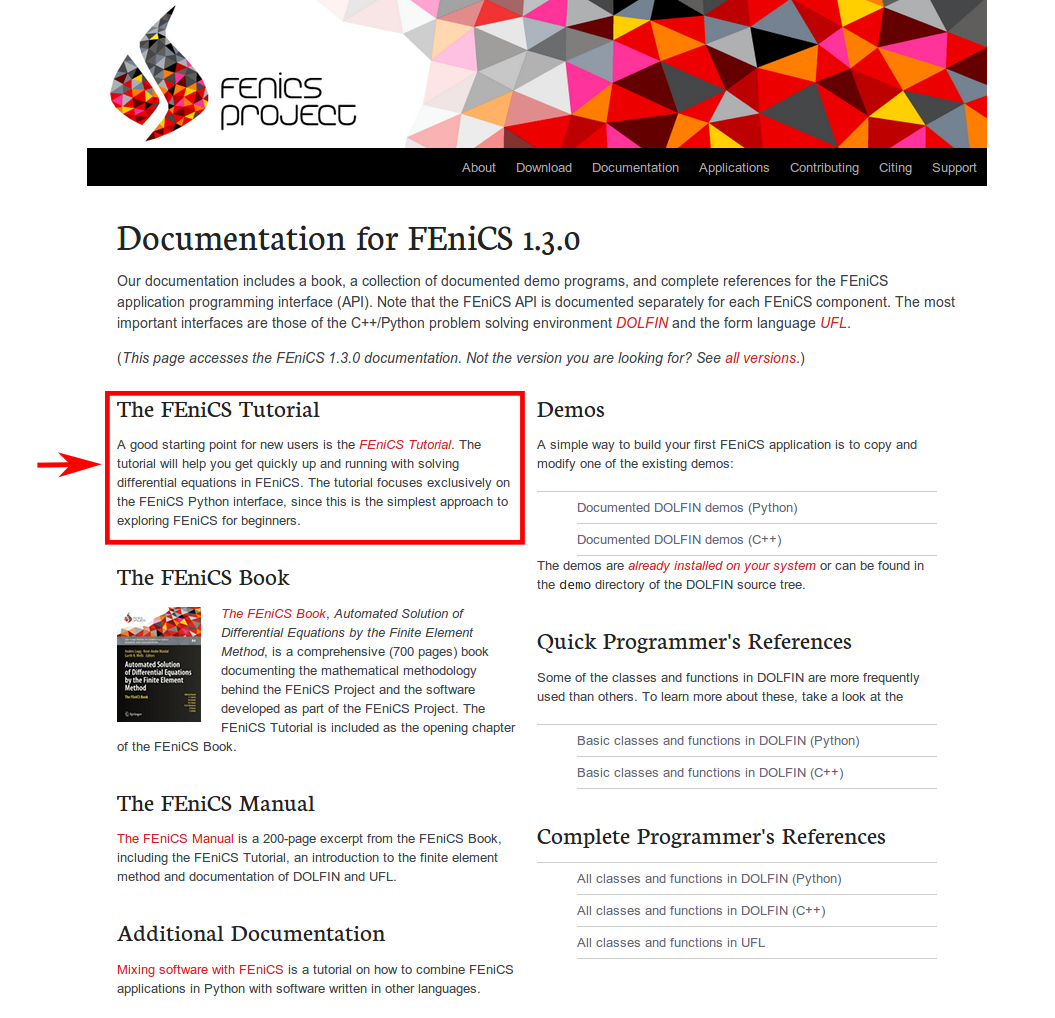 FENICS
PROJECT
About Download Documentation Applications Contributing Citing Support
Documentation for FEniCS 1.3.0
Our documentation includes a book, a collection of documented demo programs, and complete references for the FEniCS
application programming interface (API). Note that the FEniCS API is documented separately for each FEniCS component. The most
important interfaces are those of the C++/Python problem solving environment DOLFIN and the form language UFL.
(This page accesses the FEniCS 1.3.0 documentation. Not the version you are looking for? See all versions.)
The FEniCS Tutorial
A good starting point for new users is the FEniCS Tutorial. The
tutorial will help you get quickly up and running with solving
differential equations in FEniCS. The tutorial focuses exclusively on
the FEniCS Python interface, since this is the simplest approach to
exploring FEniCS for beginners.
The FEniCS Book
Automated Solution
of Differential Equations
by the Finite Element
Method
The FEniCS Book
Springer
The FEniCS Book, Automated Solution of
Differential Equations by the Finite Element
Method, is a comprehensive (700 pages) book
documenting the mathematical methodology
behind the FEniCS Project and the software
developed as part of the FEniCS Project. The
FEniCS Tutorial is included as the opening chapter
of the FEniCS Book.
The FEniCS Manual
The FEniCS Manual is a 200-page excerpt from the FEniCS Book,
including the FEniCS Tutorial, an introduction to the finite element
method and documentation of DOLFIN and UFL.
Additional Documentation
Mixing software with FEniCS is a tutorial on how to combine FEniCS
applications in Python with software written in other languages.
Demos
A simple way to build your first FEniCS application is to copy and
modify one of the existing demos:
Documented DOLFIN demos (Python)
Documented DOLFIN demos (C++)
The demos are already installed on your system or can be found in
the demo directory of the DOLFIN source tree.
Quick Programmer's References
Some of the classes and functions in DOLFIN are more frequently
used than others. To learn more about these, take a look at the
Basic classes and functions in DOLFIN (Python)
Basic classes and functions in DOLFIN (C++)
Complete Programmer's References
All classes and functions in DOLFIN (Python)
All classes and functions in DOLFIN (C++)
All classes and functions in UFL